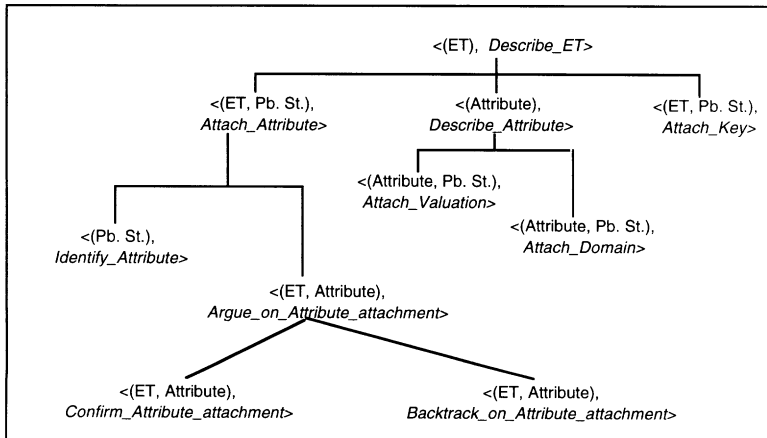 <(ET), Describe_ET>
<(ET, Pb. St.),
Attach_Attribute>
<(Attribute),
Describe_Attribute>
<(ET, Pb. St.),
Attach_Key>
<(Attribute, Pb. St.),
Attach_Valuation>
<(Pb. St.),
Identify_Attribute>
<(Attribute, Pb. St.),
Attach_Domain>
<(ET, Attribute),
Argue_on_Attribute_attachment>
<(ET, Attribute),
Confirm_Attribute_attachment>
<(ET, Attribute),
Backtrack_on_Attribute_attachment>